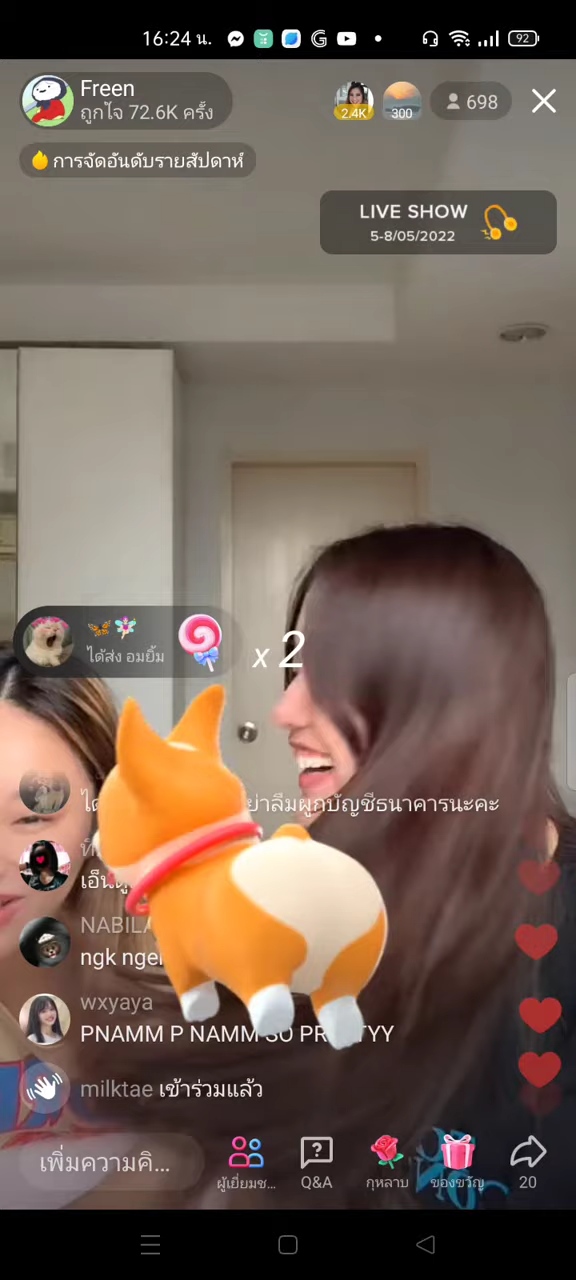 16:24 น.
92
Freen
ถูกใจ 72.6K ครั้ง
2.4K
300
698
การจัดอันดับรายสัปดาห์
LIVE SHOW
5-8/05/2022
ได้ส่ง อมยิ้ม
x 2
ย่าลืมผูกบัญชีธนาคารนะคะ
NABILA
ngk nge
wxyaya
PNAMM P NAMM SO PRETTYY
milktae เข้าร่วมแล้ว
เพิ่มความคิ...
ผู้เยี่ยมช...
Q&A
กุหลาบ
ของขวัญ
20